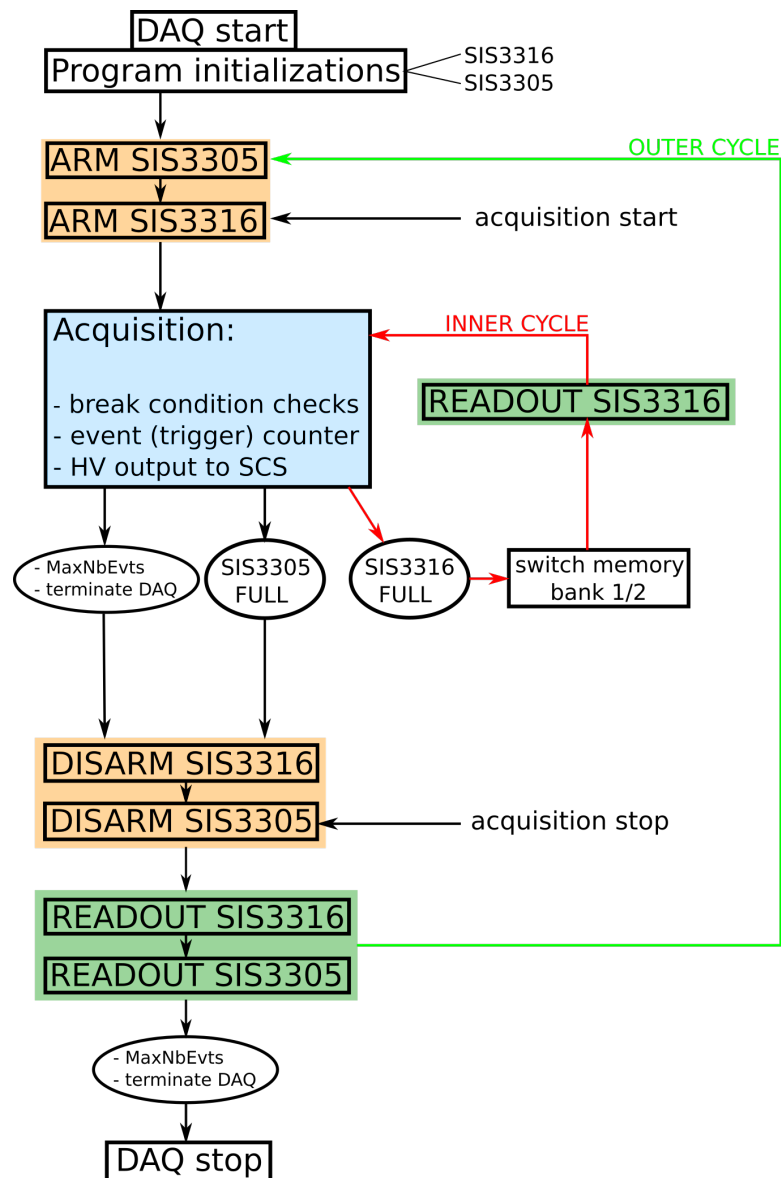 DAQ start
Program initializations
SIS3316
SIS3305
OUTER CYCLE
ARM SIS3305
ARM SIS3316
acquisition start
Acquisition:
- break condition checks
- event (trigger) counter
- HV output to SCS
INNER CYCLE
READOUT SIS3316
- MaxNbEvts
- terminate DAQ
SIS3305
FULL
SIS3316
FULL
switch memory
bank 1/2
DISARM SIS3316
DISARM SIS3305
acquisition stop
READOUT SIS3316
READOUT SIS3305
- MaxNbEvts
- terminate DAQ
DAQ stop